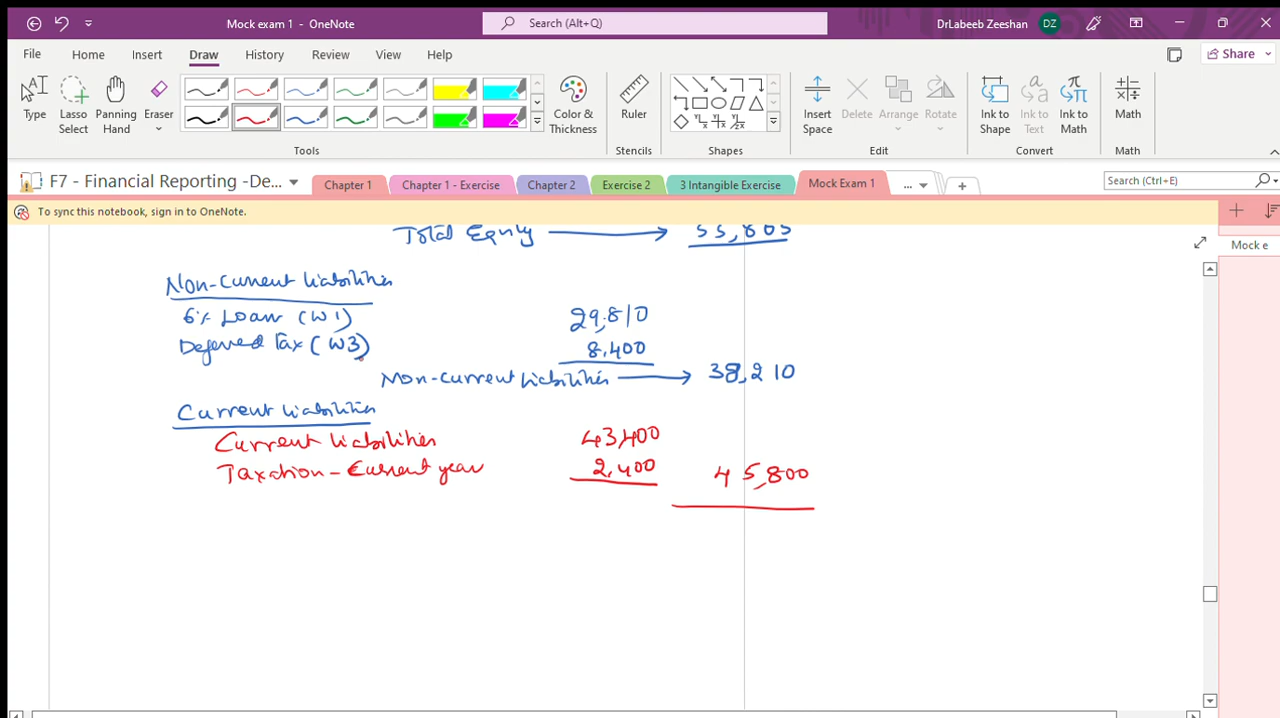 Mock exam 1 - OneNote
Search (Alt+Q)
DrLabeeb Zeeshan
DZ
File Home Insert Draw History Review View Help
Share
Type
Lasso Select
Panning Hand
Eraser
Color & Thickness
Ruler
Insert Space
Delete
Arrange
Rotate
Ink to Shape
Ink to Text
Ink to Math
Math
Tools
Stencils
Shapes
Edit
Convert
Math
F7 - Financial Reporting -De...
Chapter 1
Chapter 1 - Exercise
Chapter 2
Exercise 2
3 Intangible Exercise
Mock Exam 1
...
Search (Ctrl+E)
To sync this notebook, sign in to OneNote.
Mock e
Total Equity 55,805
Non-Current liabilities
6% Loan (W1) 29,810
Deferred Tax (W3) 8,400
Non-current liabilities 38,210
Current liabilities
Current liabilities 43,400
Taxation - Current year 2,400 45,800